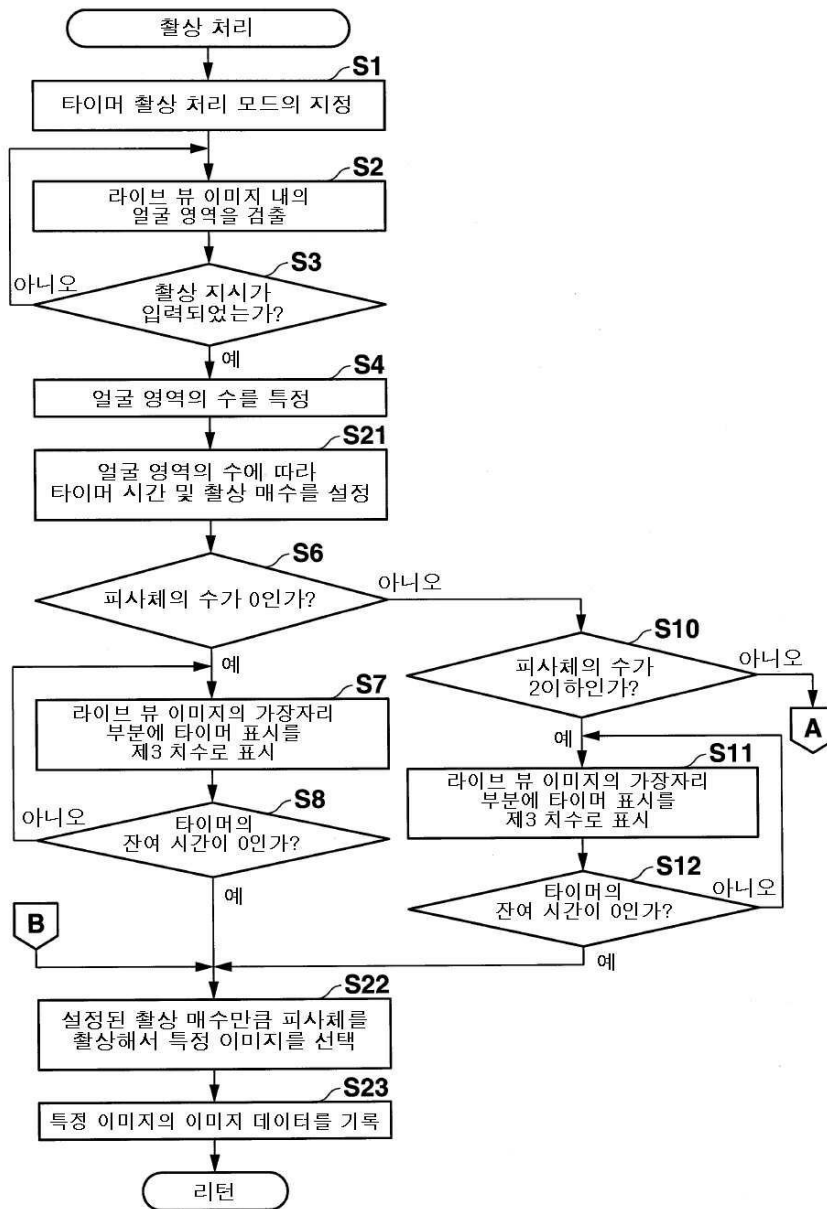 촬상 처리
S1
타이머 촬상 처리 모드의 지정
S2
라이브 뷰 이미지 내의
얼굴 영역을 검출
S3
아니오
촬상 지시가
입력되었는가?
예
S4
얼굴 영역의 수를 특정
S21
얼굴 영역의 수에 따라
타이머 시간 및 촬상 매수를 설정
S6
아니오
피사체의 수가 0인가?
예
S10
아니오
피사체의 수가
2이하인가?
A
예
S7
라이브 뷰 이미지의 가장자리
부분에 타이머 표시를
제3 치수로 표시
S11
라이브 뷰 이미지의 가장자리
부분에 타이머 표시를
제3 치수로 표시
S8
아니오
타이머의
잔여 시간이 0인가?
예
S12
아니오
타이머의
잔여 시간이 0인가?
예
B
S22
설정된 촬상 매수만큼 피사체를
촬상해서 특정 이미지를 선택
S23
특정 이미지의 이미지 데이터를 기록
리턴